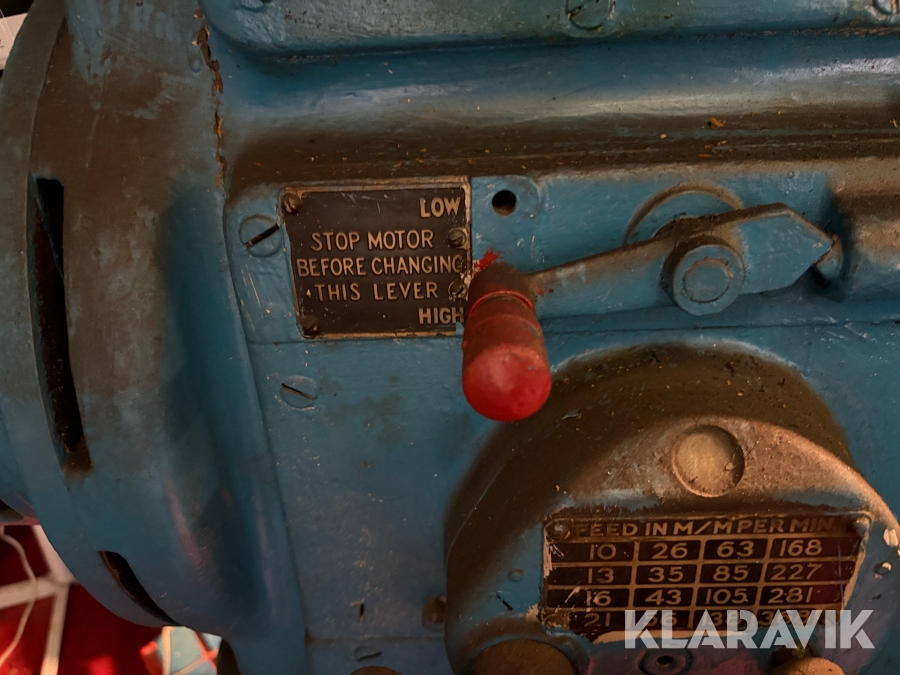 LOW
STOP MOTOR
BEFORE CHANGING
THIS LEVER
HIGH
FEED IN M/M PER MIN
10 26 63 168
13 35 85 227
16 43 105 281
21
KLARAVIK